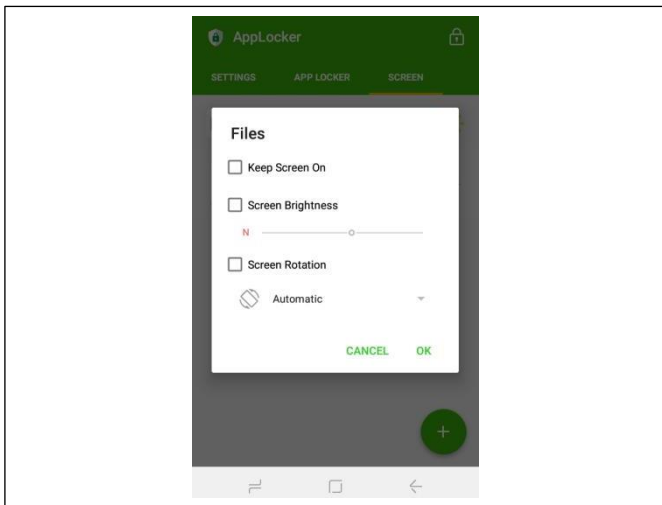 AppLocker
SETTINGS APP LOCKER SCREEN
Files
Keep Screen On
Screen Brightness
N
Screen Rotation
Automatic
CANCEL OK